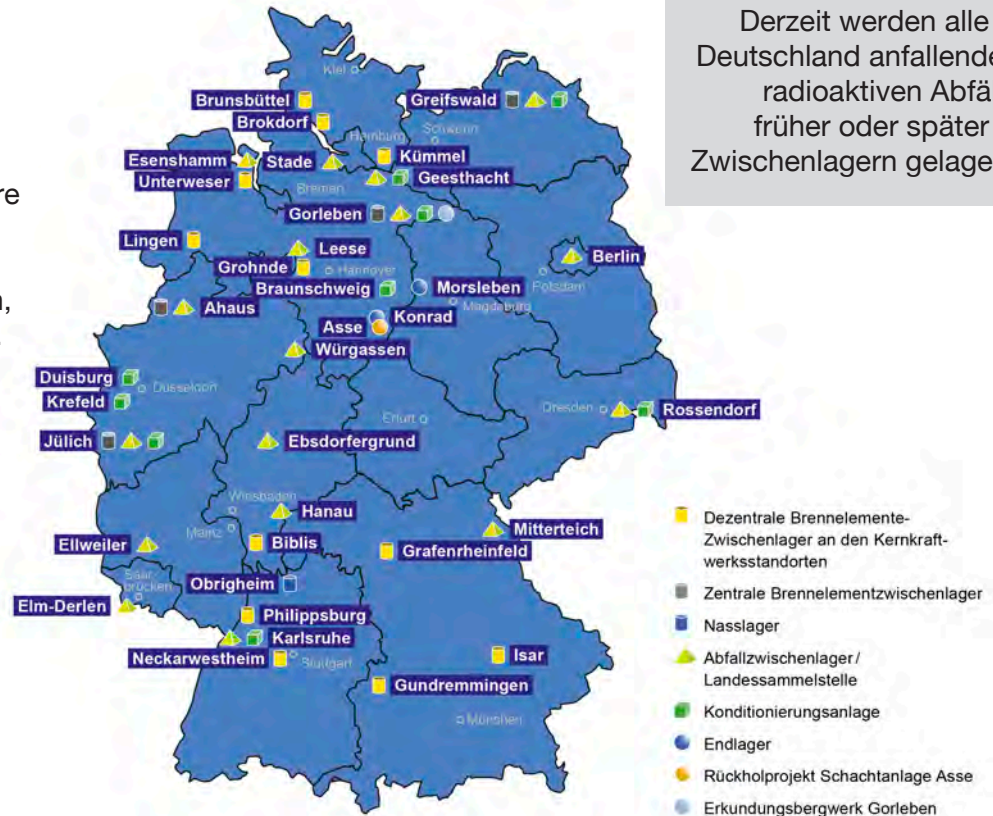 Derzeit werden alle
Deutschland anfallende
radioaktiven Abfä
früher oder später
Zwischenlagern gelage
re
,
Kiel
Brunsbüttel
Greifswald
Brokdorf
Hamburg
Schwerin
Esenshamm
Stade
Kümmel
Unterweser
Bremen
Geesthacht
Gorleben
Lingen
Leese
Berlin
Grohnde
Hannover
Braunschweig
Morsleben
Potsdam
Magdeburg
Ahaus
Konrad
Asse
Würgassen
Duisburg
Düsseldorf
Krefeld
Dresden
Rossendorf
Erfurt
Jülich
Ebsdorfergrund
Wiesbaden
Hanau
Mainz
Mitterteich
Ellweiler
Biblis
Grafenrheinfeld
Saar
brücken
Obrigheim
Elm-Derlen
Philippsburg
Karlsruhe
Neckarwestheim
Stuttgart
Isar
Gundremmingen
München
Dezentrale Brennelemente-
Zwischenlager an den Kernkraft-
werksstandorten
Zentrale Brennelementzwischenlager
Nasslager
Abfallzwischenlager/
Landessammelstelle
Konditionierungsanlage
Endlager
Rückholprojekt Schachtanlage Asse
Erkundungsbergwerk Gorleben